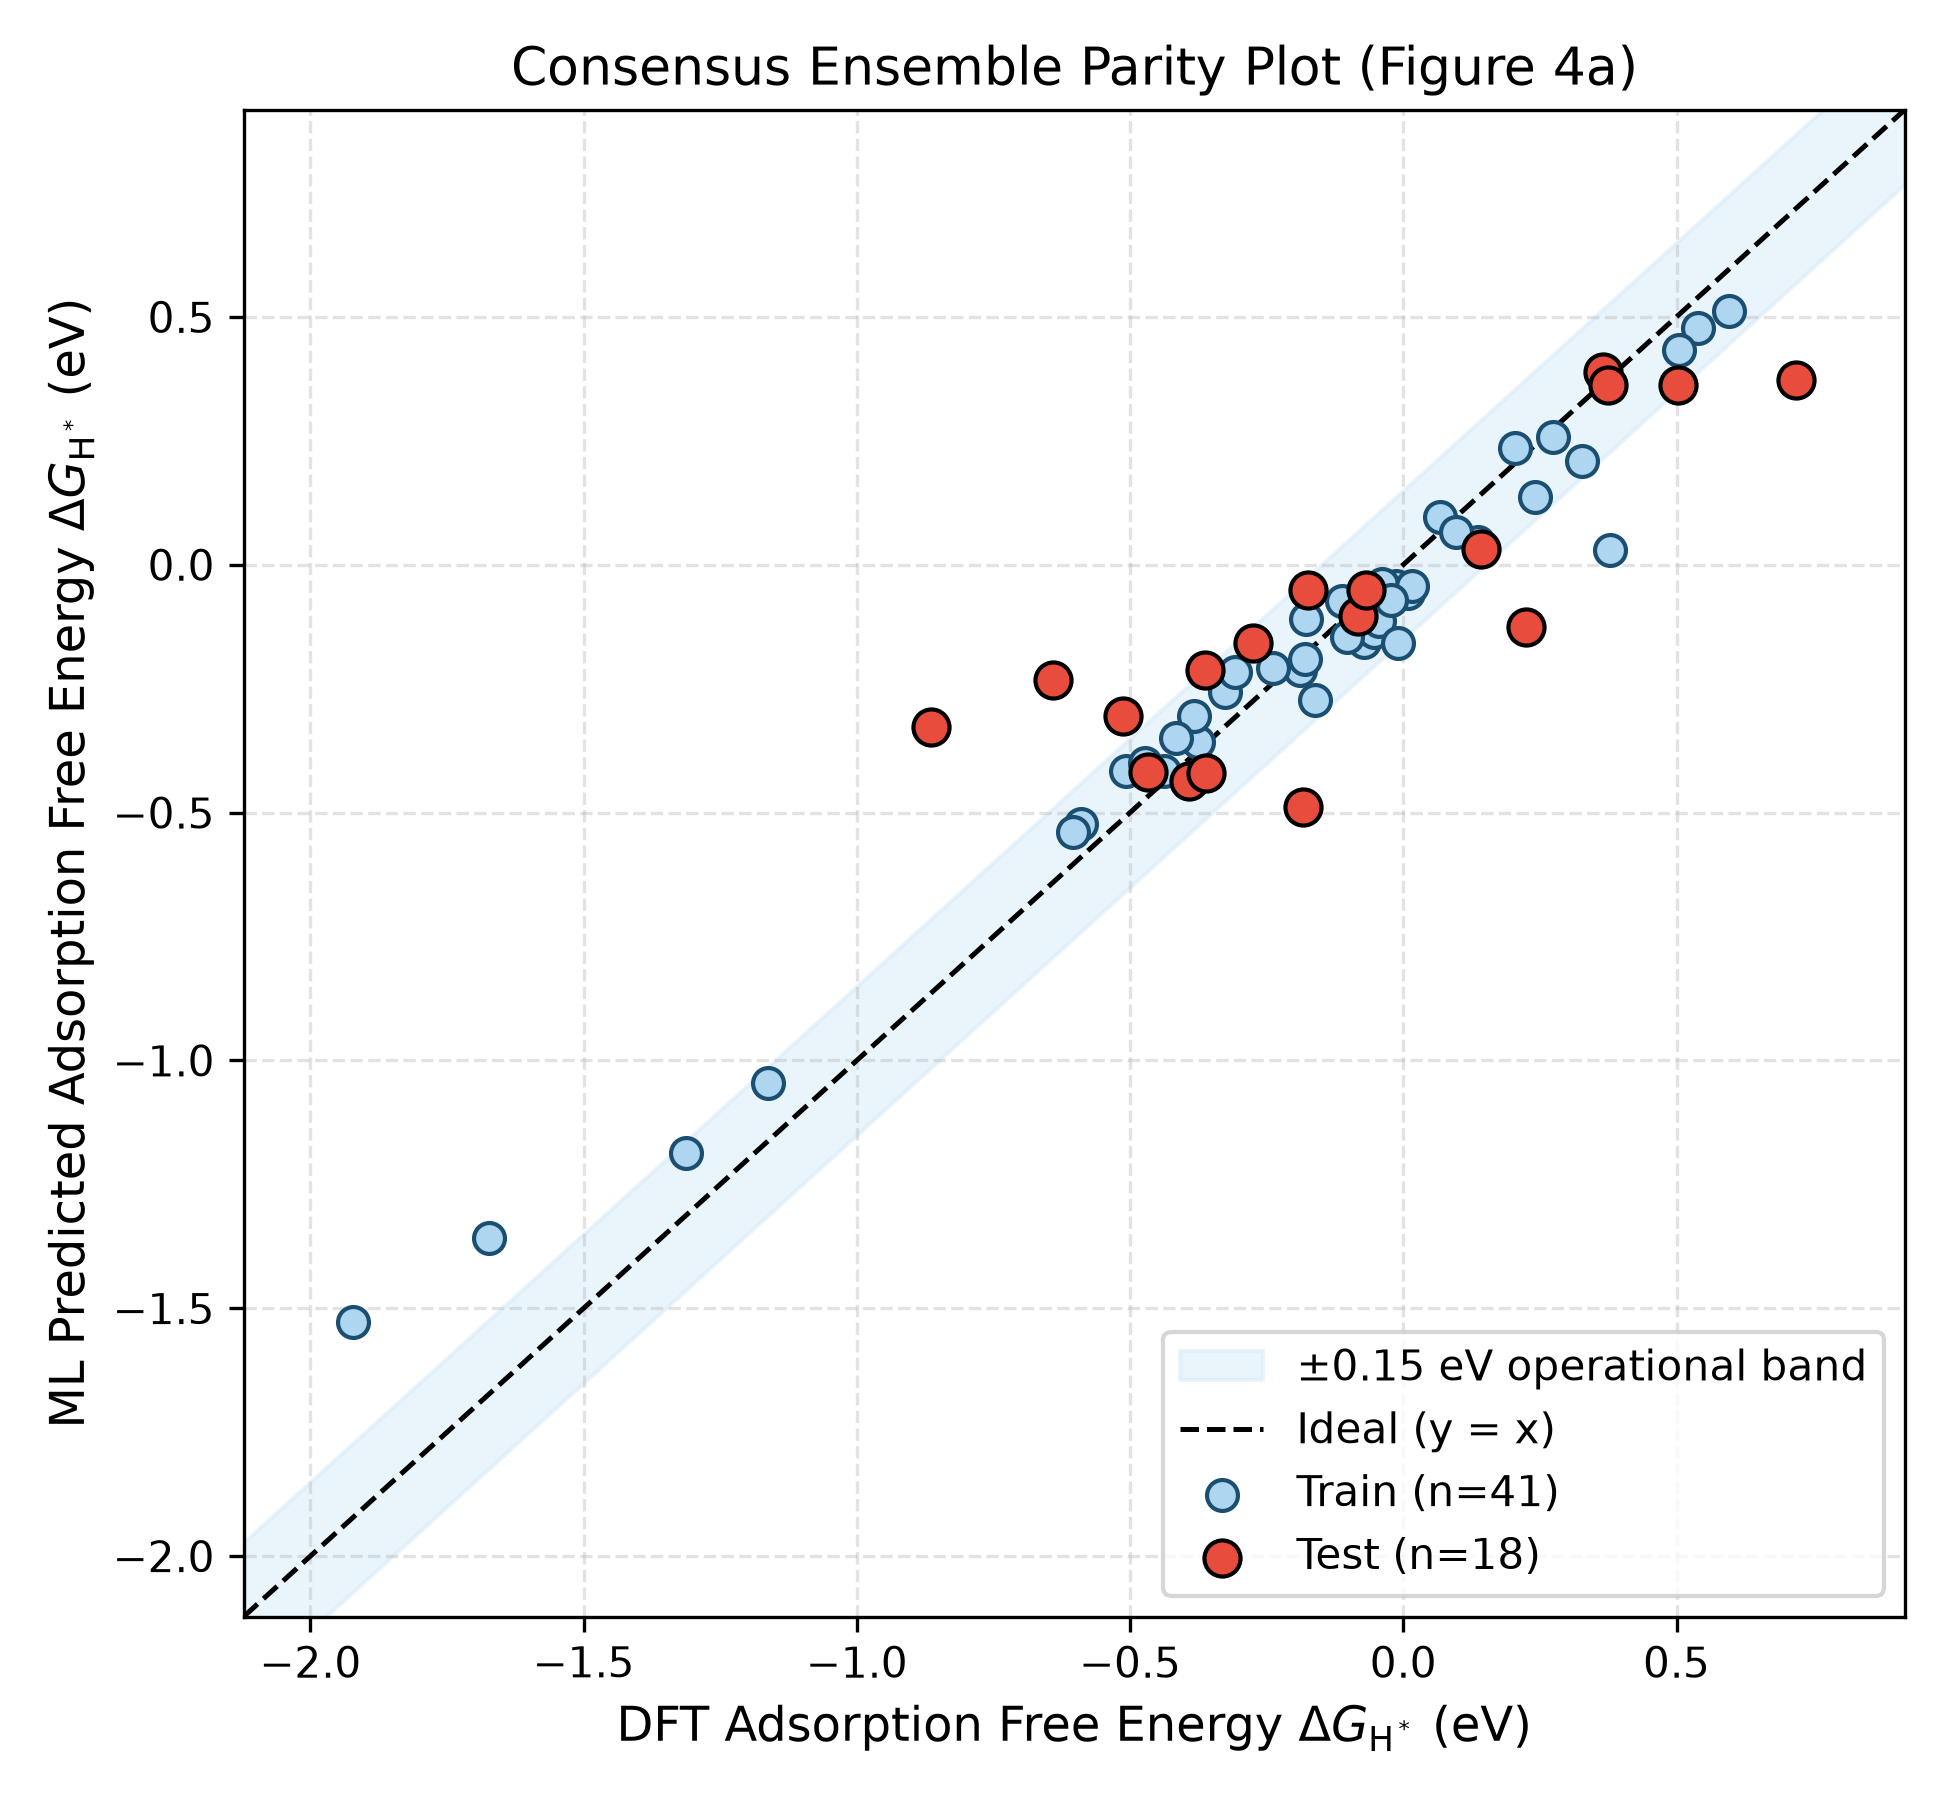 Consensus Ensemble Parity Plot (Figure 4a)
ML Predicted Adsorption Free Energy ΔG_H* (eV)
0.5
0.0
−0.5
−1.0
−1.5
−2.0
±0.15 eV operational band
Ideal (y = x)
Train (n=41)
Test (n=18)
−2.0 −1.5 −1.0 −0.5 0.0 0.5
DFT Adsorption Free Energy ΔG_H* (eV)